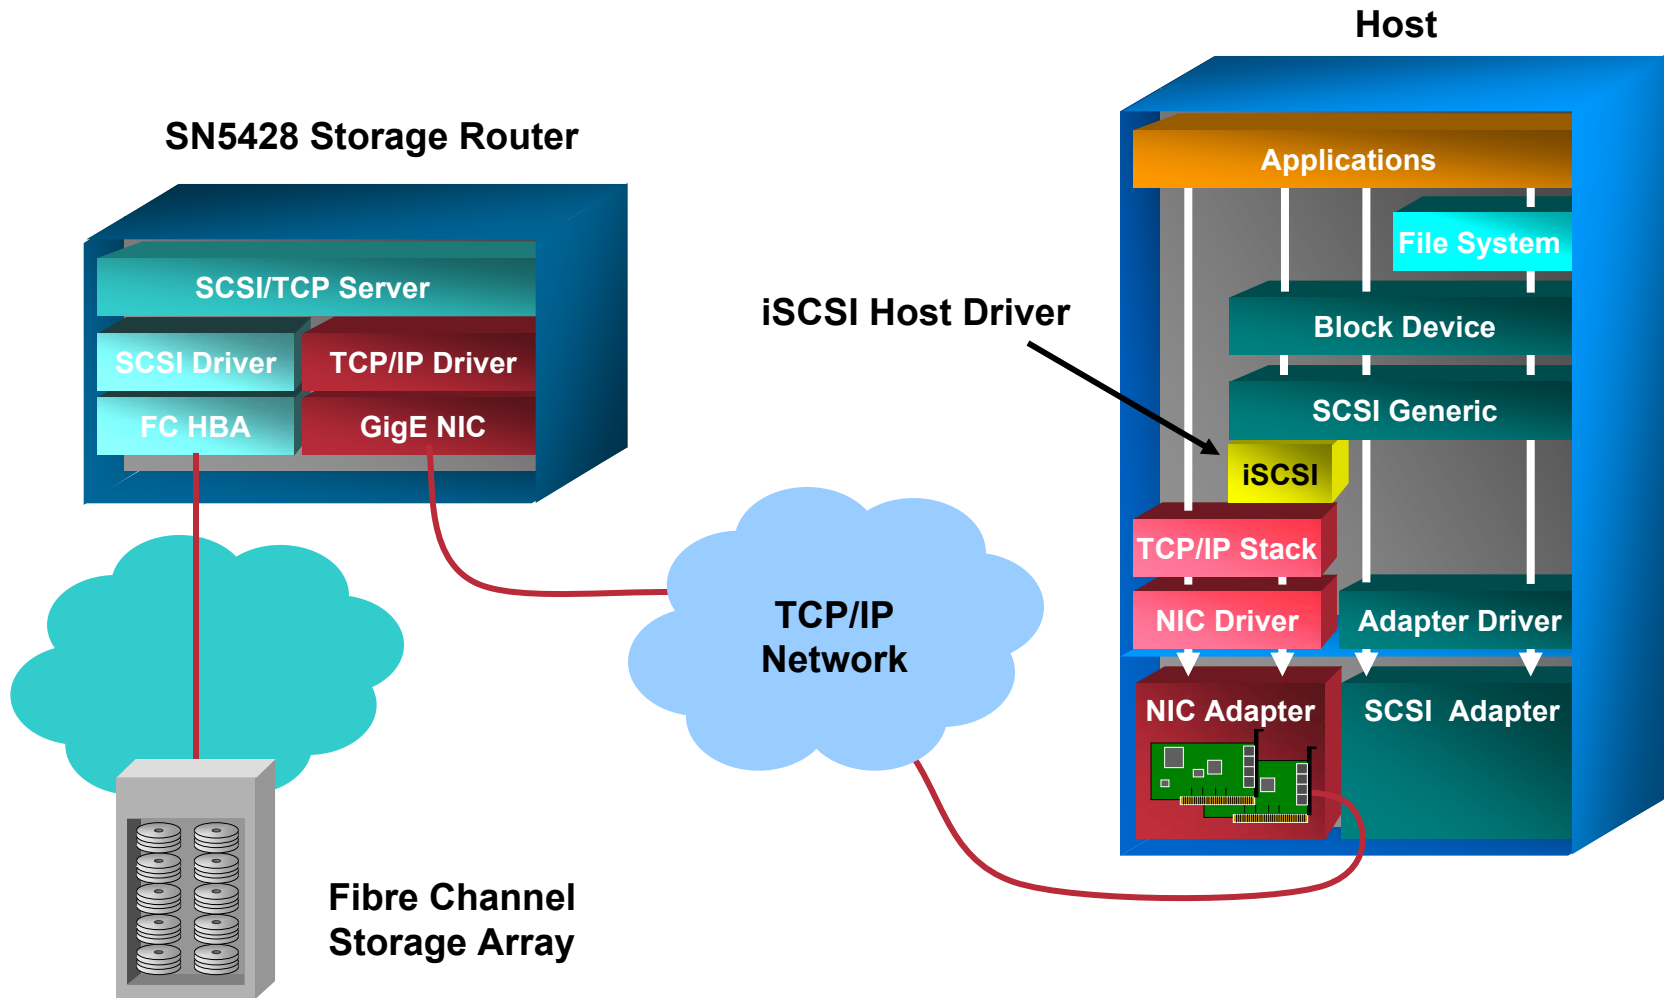 Host
SN5428 Storage Router
Applications
File System
SCSI/TCP Server
iSCSI Host Driver
Block Device
SCSI Driver
TCP/IP Driver
SCSI Generic
FC HBA
GigE NIC
iSCSI
TCP/IP Stack
NIC Driver
Adapter Driver
TCP/IP
Network
NIC Adapter
SCSI Adapter
Fibre Channel
Storage Array